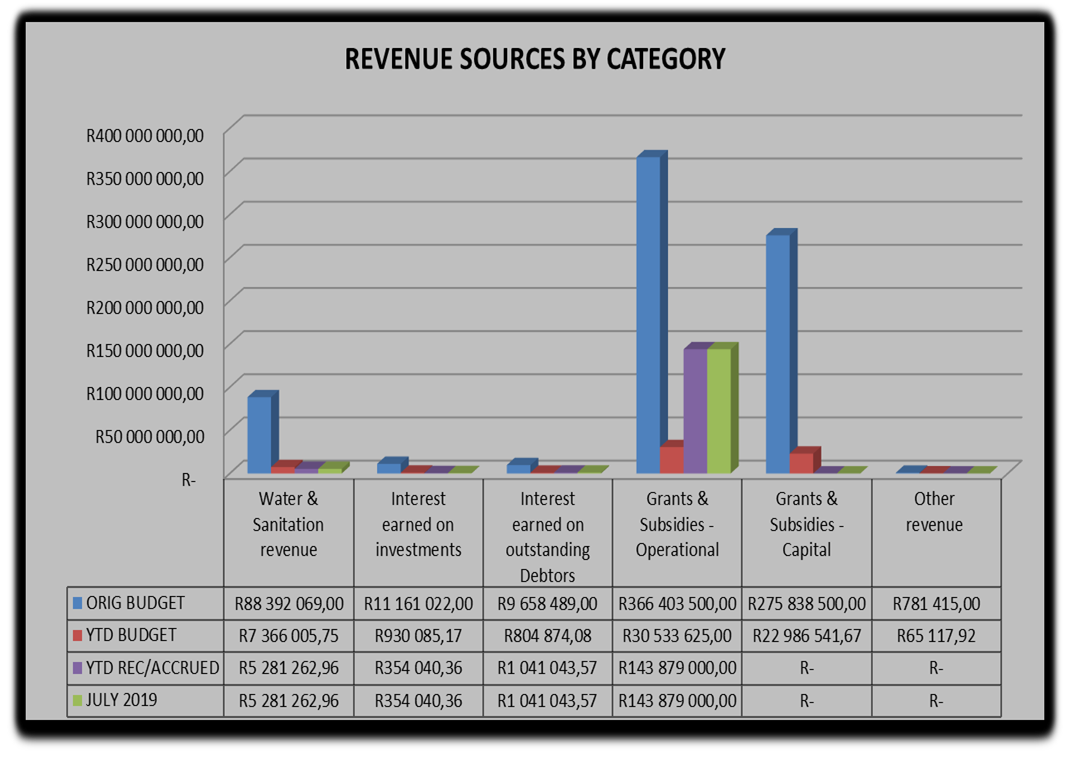 REVENUE SOURCES BY CATEGORY
R400 000 000,00
R350 000 000,00
R300 000 000,00
R250 000 000,00
R200 000 000,00
R150 000 000,00
R100 000 000,00
R50 000 000,00
R-
Water &
Sanitation
revenue
Interest
earned on
investments
Interest
earned on
outstanding
Debtors
Grants &
Subsidies -
Operational
Grants &
Subsidies -
Capital
Other
revenue
ORIG BUDGET R88 392 069,00 R11 161 022,00 R9 658 489,00 R366 403 500,00 R275 838 500,00 R781 415,00
YTD BUDGET R7 366 005,75 R930 085,17 R804 874,08 R30 533 625,00 R22 986 541,67 R65 117,92
YTD REC/ACCRUED R5 281 262,96 R354 040,36 R1 041 043,57 R143 879 000,00 R- R-
JULY 2019 R5 281 262,96 R354 040,36 R1 041 043,57 R143 879 000,00 R- R-